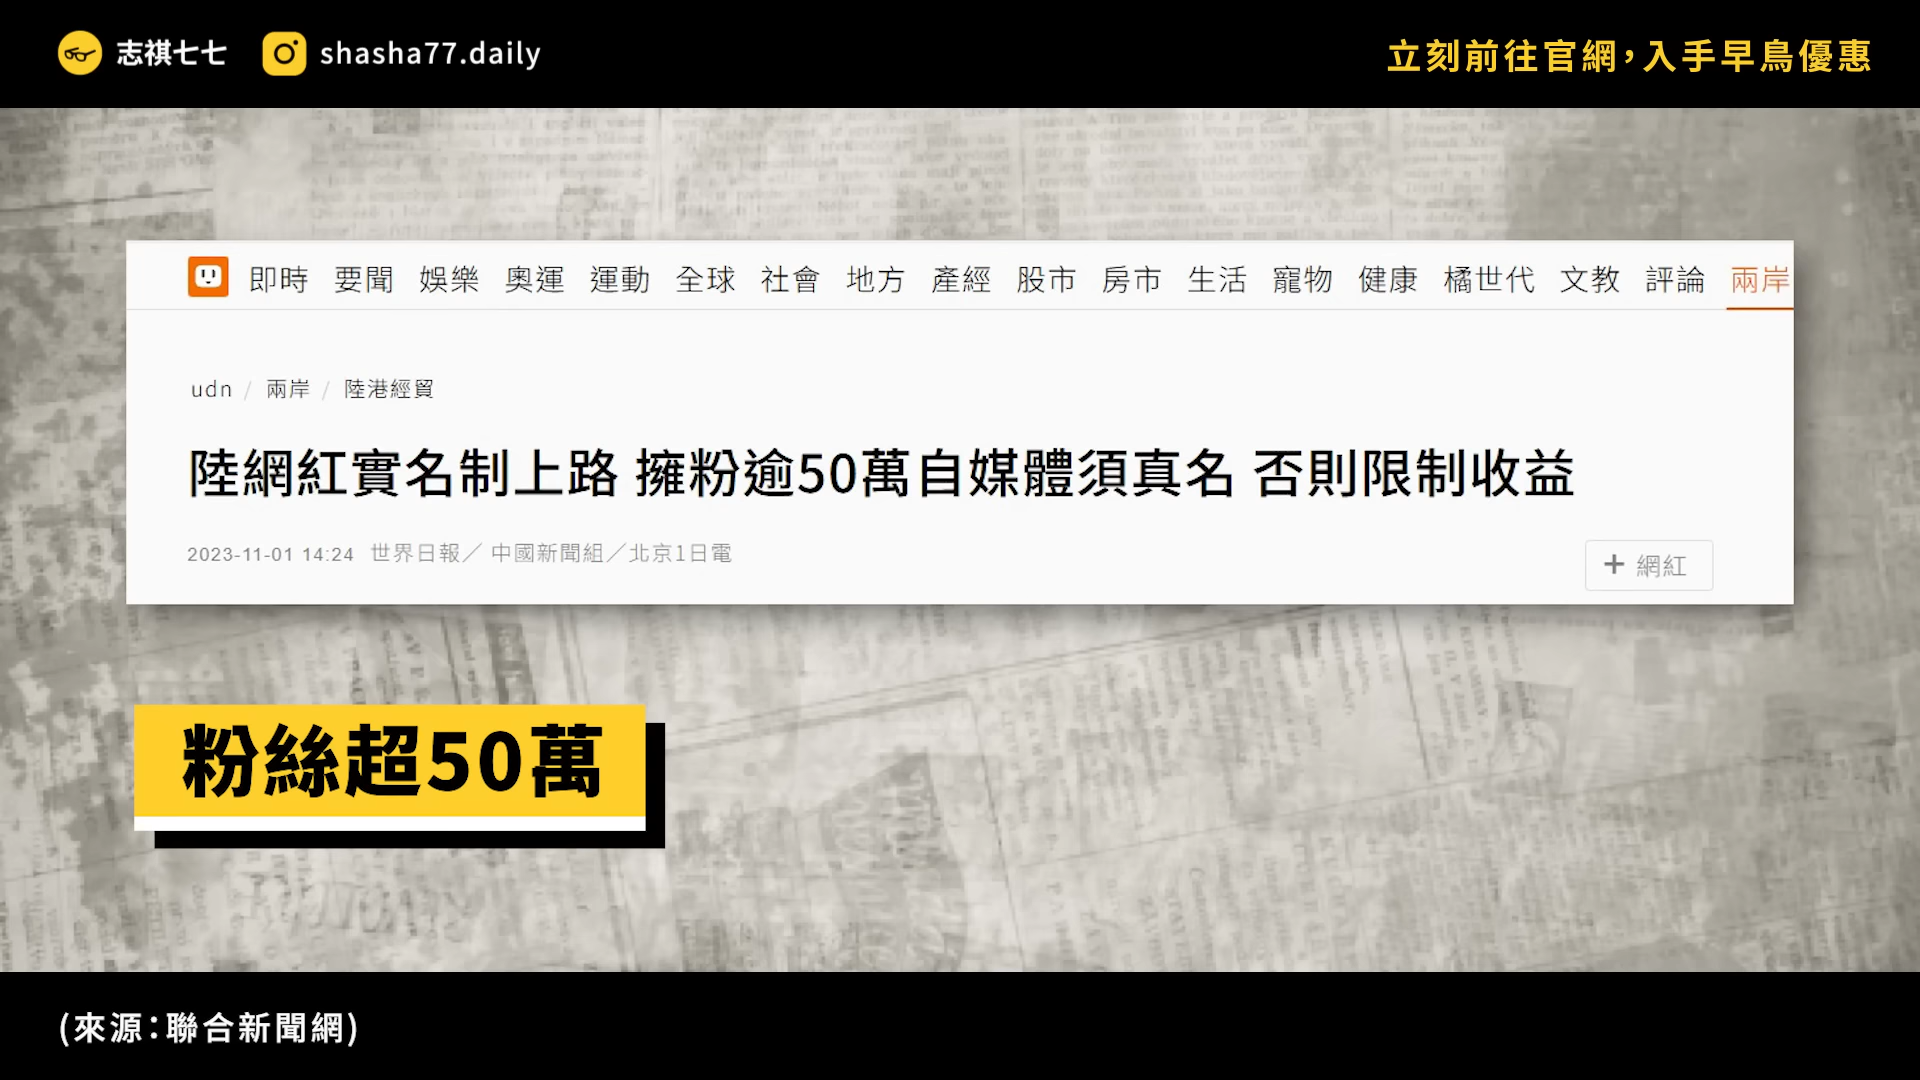 志祺七七 shasha77.daily
立刻前往官網，入手早鳥優惠
即時 要聞 娛樂 奧運 運動 全球 社會 地方 產經 股市 房市 生活 寵物 健康 橘世代 文教 評論 兩岸
udn / 兩岸 / 陸港經貿
陸網紅實名制上路 擁粉逾50萬自媒體須真名 否則限制收益
2023-11-01 14:24 世界日報／ 中國新聞組／北京1日電
+ 網紅
粉絲超50萬
(來源：聯合新聞網)